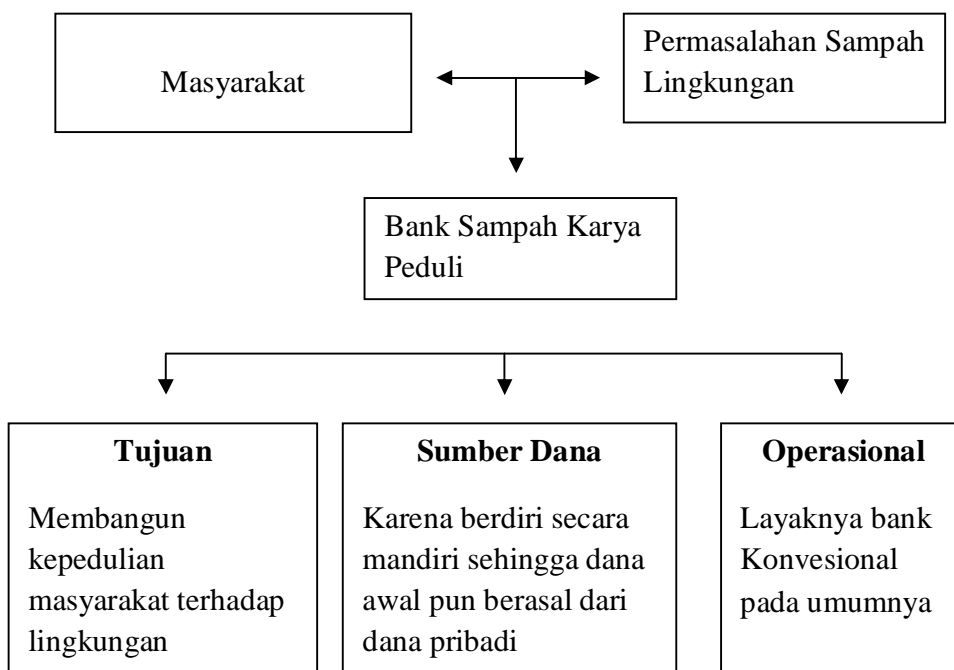 Masyarakat
Permasalahan Sampah
Lingkungan
Bank Sampah Karya
Peduli
Tujuan
Membangun
kepedulian
masyarakat terhadap
lingkungan
Sumber Dana
Karena berdiri secara
mandiri sehingga dana
awal pun berasal dari
dana pribadi
Operasional
Layaknya bank
Konvesional
pada umumnya